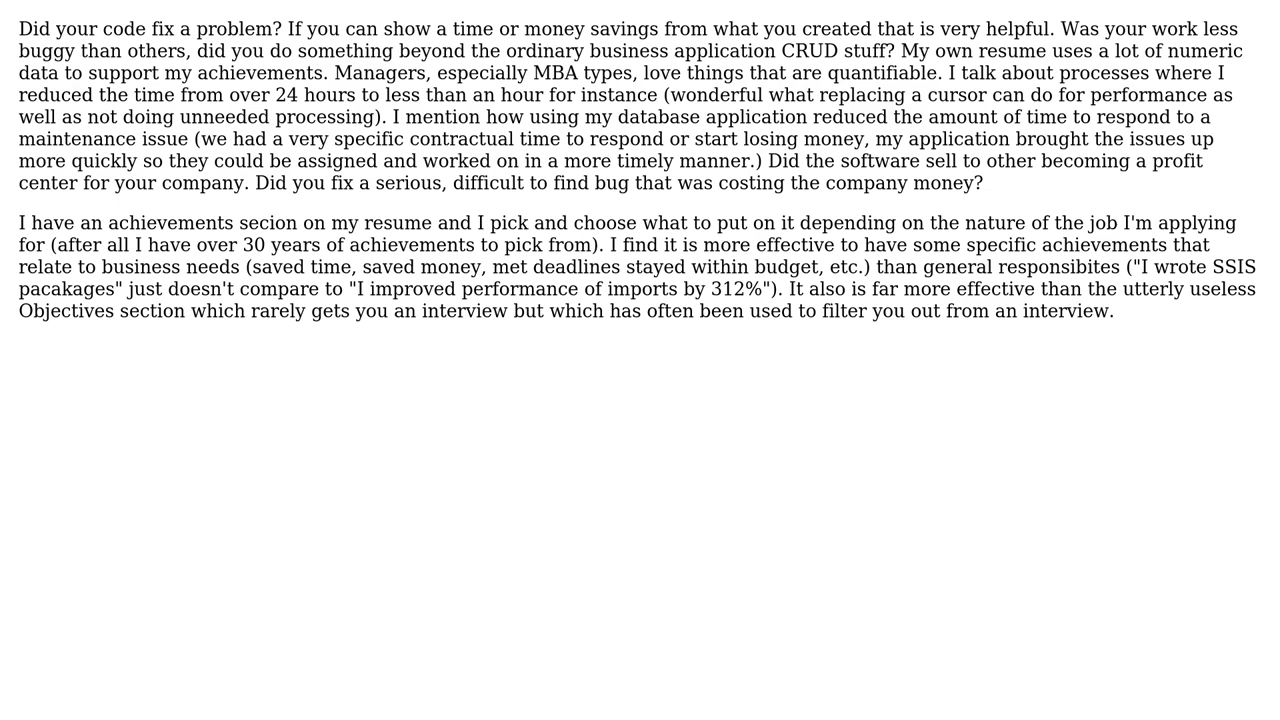 Did your code fix a problem? If you can show a time or money savings from what you created that is very helpful. Was your work less
buggy than others, did you do something beyond the ordinary business application CRUD stuff? My own resume uses a lot of numeric
data to support my achievements. Managers, especially MBA types, love things that are quantifiable. I talk about processes where I
reduced the time from over 24 hours to less than an hour for instance (wonderful what replacing a cursor can do for performance as
well as not doing unneeded processing). I mention how using my database application reduced the amount of time to respond to a
maintenance issue (we had a very specific contractual time to respond or start losing money, my application brought the issues up
more quickly so they could be assigned and worked on in a more timely manner.) Did the software sell to other becoming a profit
center for your company. Did you fix a serious, difficult to find bug that was costing the company money?
I have an achievements secion on my resume and I pick and choose what to put on it depending on the nature of the job I'm applying
for (after all I have over 30 years of achievements to pick from). I find it is more effective to have some specific achievements that
relate to business needs (saved time, saved money, met deadlines stayed within budget, etc.) than general responsibites ("I wrote SSIS
pacakages" just doesn't compare to "I improved performance of imports by 312%"). It also is far more effective than the utterly useless
Objectives section which rarely gets you an interview but which has often been used to filter you out from an interview.